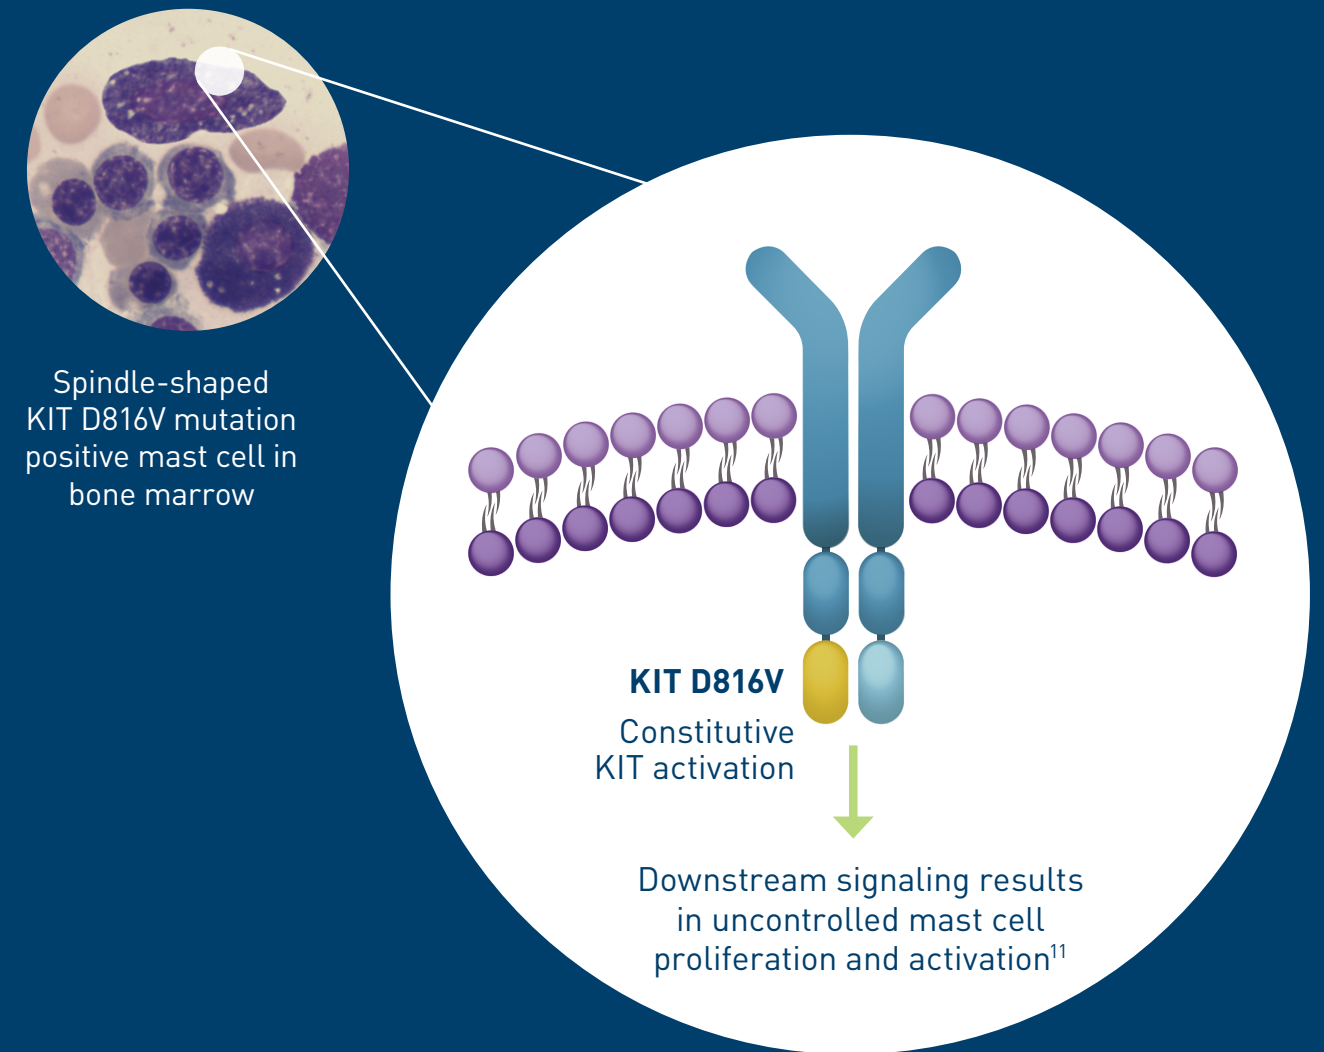 Spindle-shaped
KIT D816V mutation
positive mast cell in
bone marrow
KIT D816V
Constitutive
KIT activation
Downstream signaling results
in uncontrolled mast cell
proliferation and activation¹¹